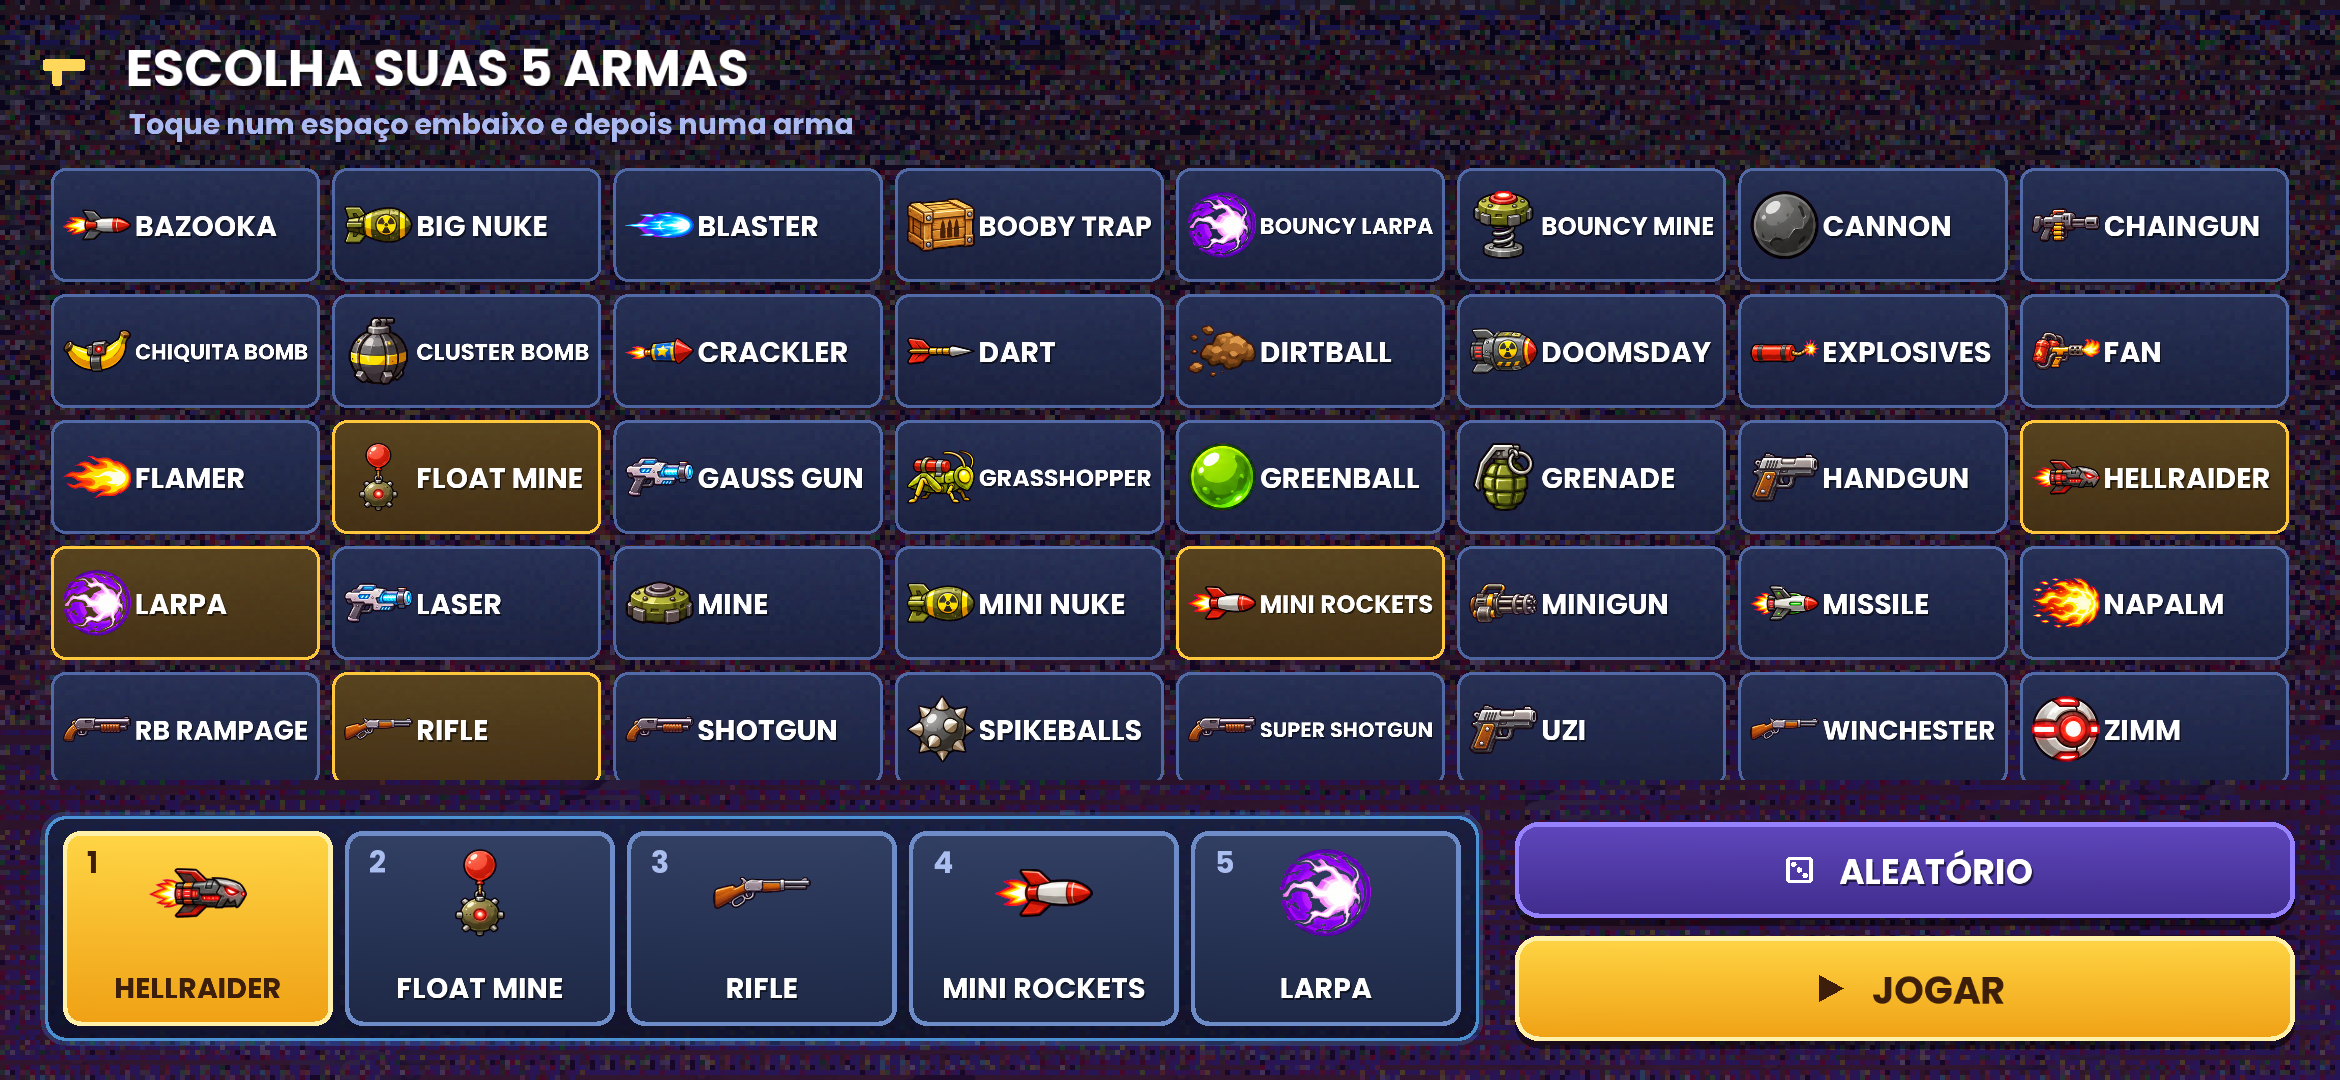 ESCOLHA SUAS 5 ARMAS
Toque num espaço embaixo e depois numa arma
BAZOOKA
BIG NUKE
BLASTER
BOOBY TRAP
BOUNCY LARPA
BOUNCY MINE
CANNON
CHAINGUN
CHIQUITA BOMB
CLUSTER BOMB
CRACKLER
DART
DIRTBALL
DOOMSDAY
EXPLOSIVES
FAN
FLAMER
FLOAT MINE
GAUSS GUN
GRASSHOPPER
GREENBALL
GRENADE
HANDGUN
HELLRAIDER
LARPA
LASER
MINE
MINI NUKE
MINI ROCKETS
MINIGUN
MISSILE
NAPALM
RB RAMPAGE
RIFLE
SHOTGUN
SPIKEBALLS
SUPER SHOTGUN
UZI
WINCHESTER
ZIMM
1
HELLRAIDER
2
FLOAT MINE
3
RIFLE
4
MINI ROCKETS
5
LARPA
ALEATÓRIO
JOGAR